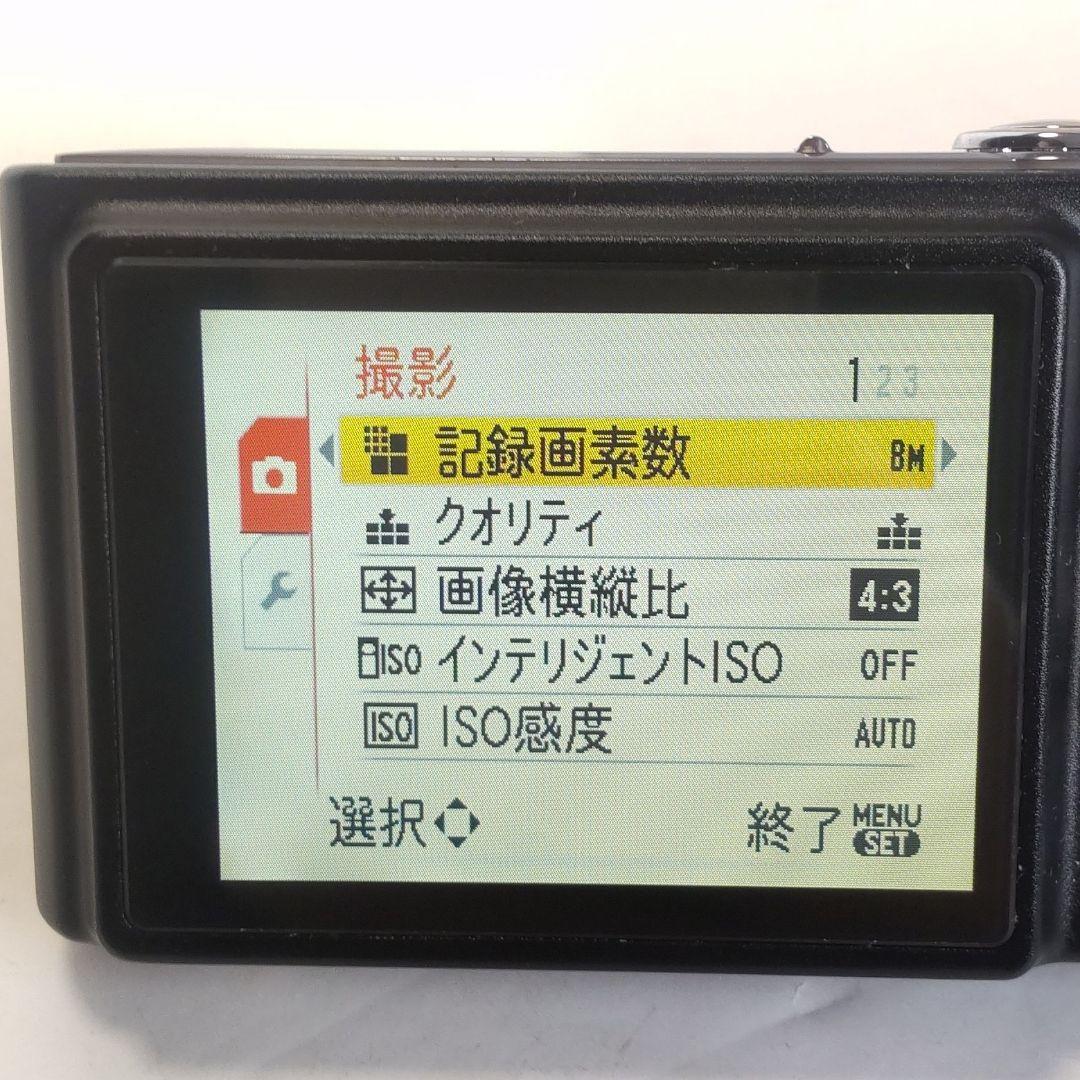 撮影 1 2 3
記録画素数 8M
クオリティ
画像横縦比 4:3
ISO インテリジェントISO OFF
ISO ISO感度 AUTO
選択 終了 MENU SET